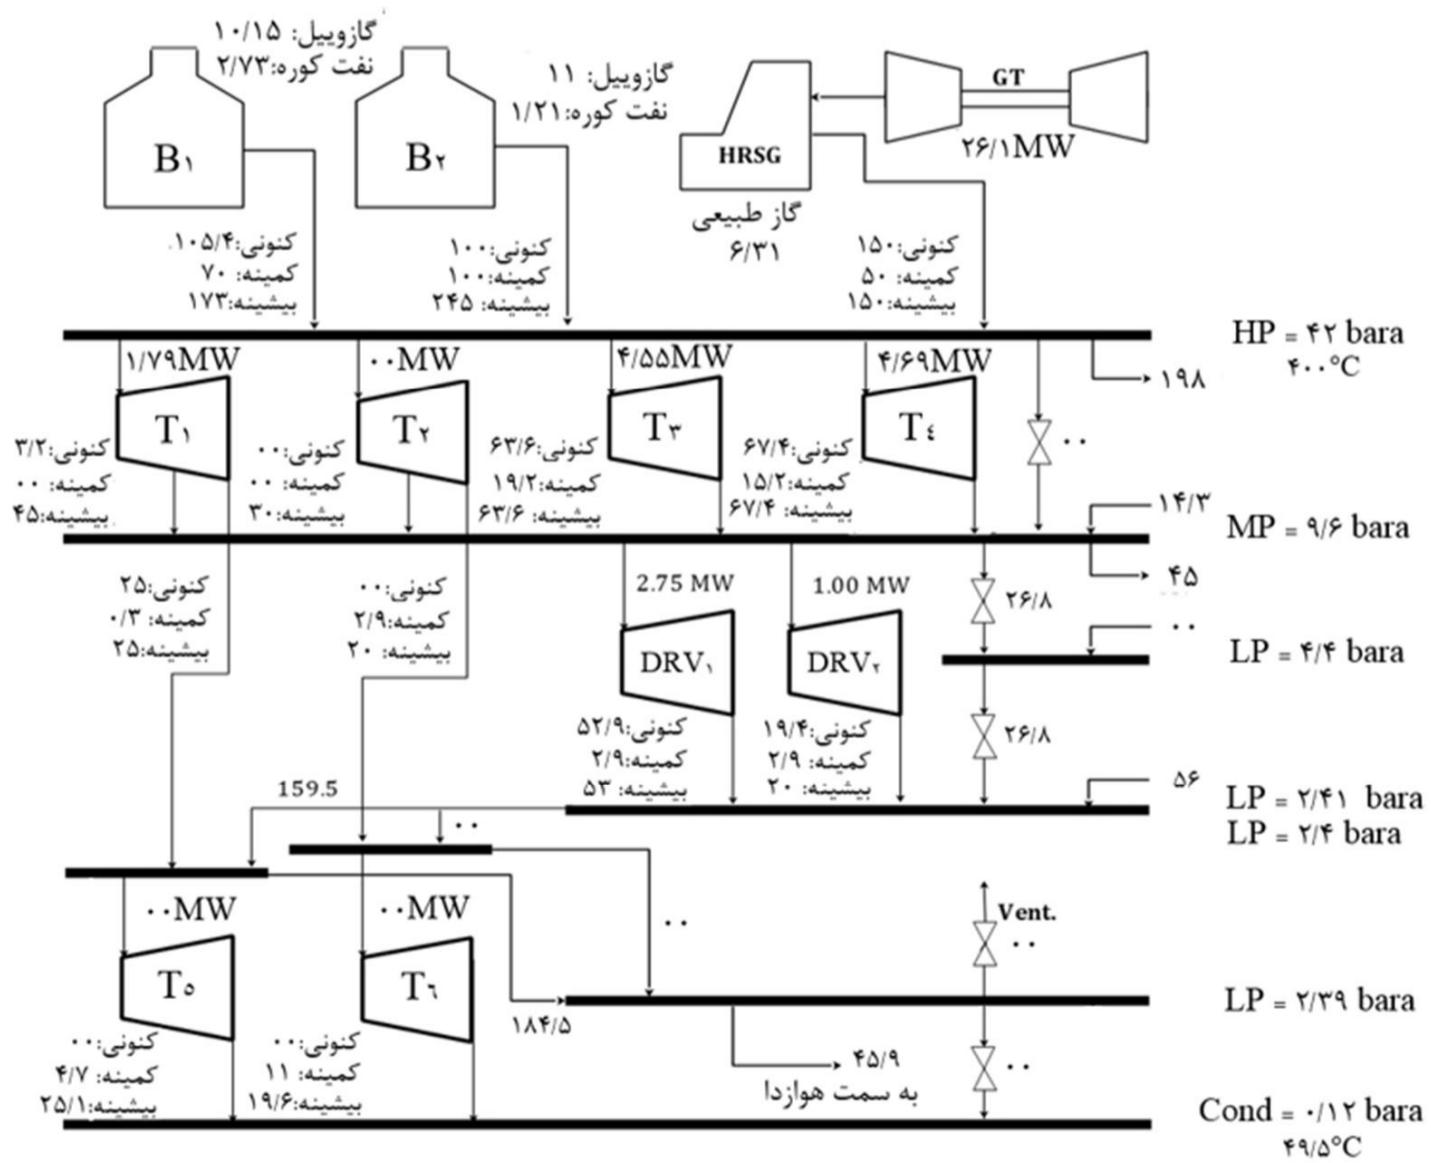 گازوییل: ۱۰/۱۵
نفت کوره:۲/۷۳
گازوییل: ۱۱
نفت کوره:۱/۲۱
B۱
B۲
HRSG
GT
۲۶/۱MW
گاز طبیعی
۶/۳۱
کنونی:۱۰۵/۴
کمینه: ۷۰
بیشینه:۱۷۳
کنونی:۱۰۰
کمینه:۱۰۰
بیشینه: ۲۴۵
کنونی:۱۵۰
کمینه: ۵۰
بیشینه:۱۵۰
HP = ۴۲ bara
۴۰۰°C
۱/۷۹MW
۰۰MW
۴/۵۵MW
۴/۶۹MW
۱۹۸
T۱
T۲
T۳
T٤
۰۰
کنونی:۳/۲
کمینه: ۰۰
بیشینه:۴۵
کنونی:۰۰
کمینه: ۰۰
بیشینه:۳۰
کنونی:۶۳/۶
کمینه:۱۹/۲
بیشینه: ۶۳/۶
کنونی:۶۷/۴
کمینه:۱۵/۲
بیشینه: ۶۷/۴
۱۴/۳
MP = ۹/۶ bara
۴۵
کنونی:۲۵
کمینه: ۰/۳
بیشینه:۲۵
کنونی:۰۰
کمینه:۲/۹
بیشینه: ۲۰
2.75 MW
1.00 MW
۲۶/۸
۰۰
LP = ۴/۴ bara
DRV۱
DRV۲
کنونی:۵۲/۹
کمینه:۲/۹
بیشینه: ۵۳
کنونی:۱۹/۴
کمینه: ۲/۹
بیشینه: ۲۰
۲۶/۸
۵۶
159.5
۰۰
LP = ۲/۴۱ bara
LP = ۲/۴ bara
۰۰MW
۰۰MW
۰۰
Vent.
۰۰
T٥
T٦
۱۸۴/۵
LP = ۲/۳۹ bara
کنونی:۰۰
کمینه: ۴/۷
بیشینه:۲۵/۱
کنونی:۰۰
کمینه: ۱۱
بیشینه:۱۹/۶
۴۵/۹
به سمت هوازدا
۰۰
Cond = ۰/۱۲ bara
۴۹/۵°C